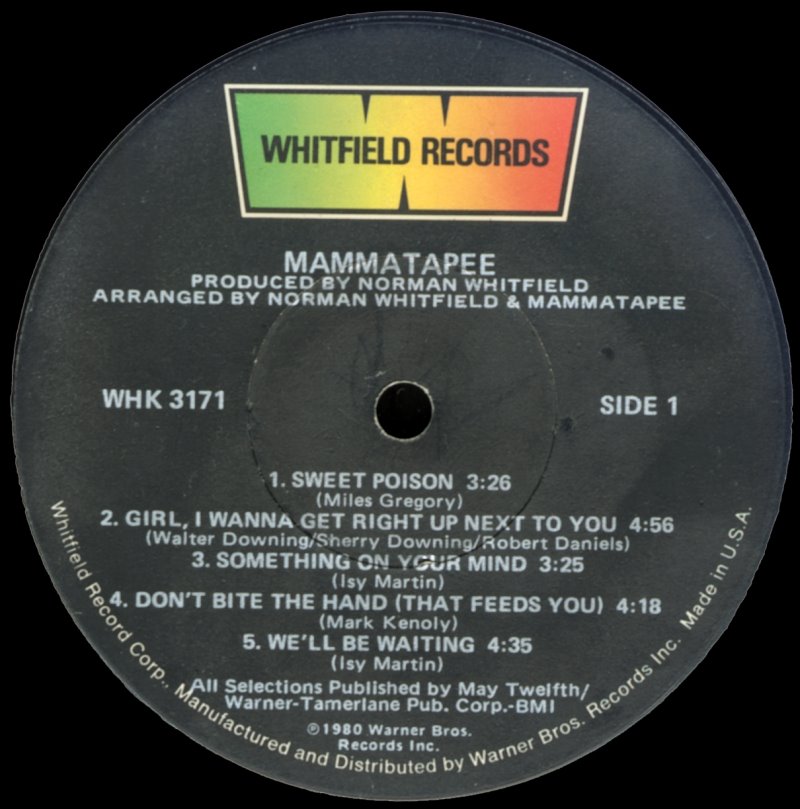 WHITFIELD RECORDS
MAMMATAPEE
PRODUCED BY NORMAN WHITFIELD
ARRANGED BY NORMAN WHITFIELD & MAMMATAPEE
WHK 3171
SIDE 1
1. SWEET POISON 3:26
(Miles Gregory)
2. GIRL, I WANNA GET RIGHT UP NEXT TO YOU 4:56
(Walter Downing/Sherry Downing/Robert Daniels)
3. SOMETHING ON YOUR MIND 3:25
(Isy Martin)
4. DON'T BITE THE HAND (THAT FEEDS YOU) 4:18
(Mark Kenoly)
5. WE'LL BE WAITING 4:35
(Isy Martin)
All Selections Published by May Twelfth/
Warner-Tamerlane Pub. Corp.-BMI
℗1980 Warner Bros.
Records Inc.
Whitfield Record Corp., Manufactured and Distributed by Warner Bros. Records Inc. Made in U.S.A.